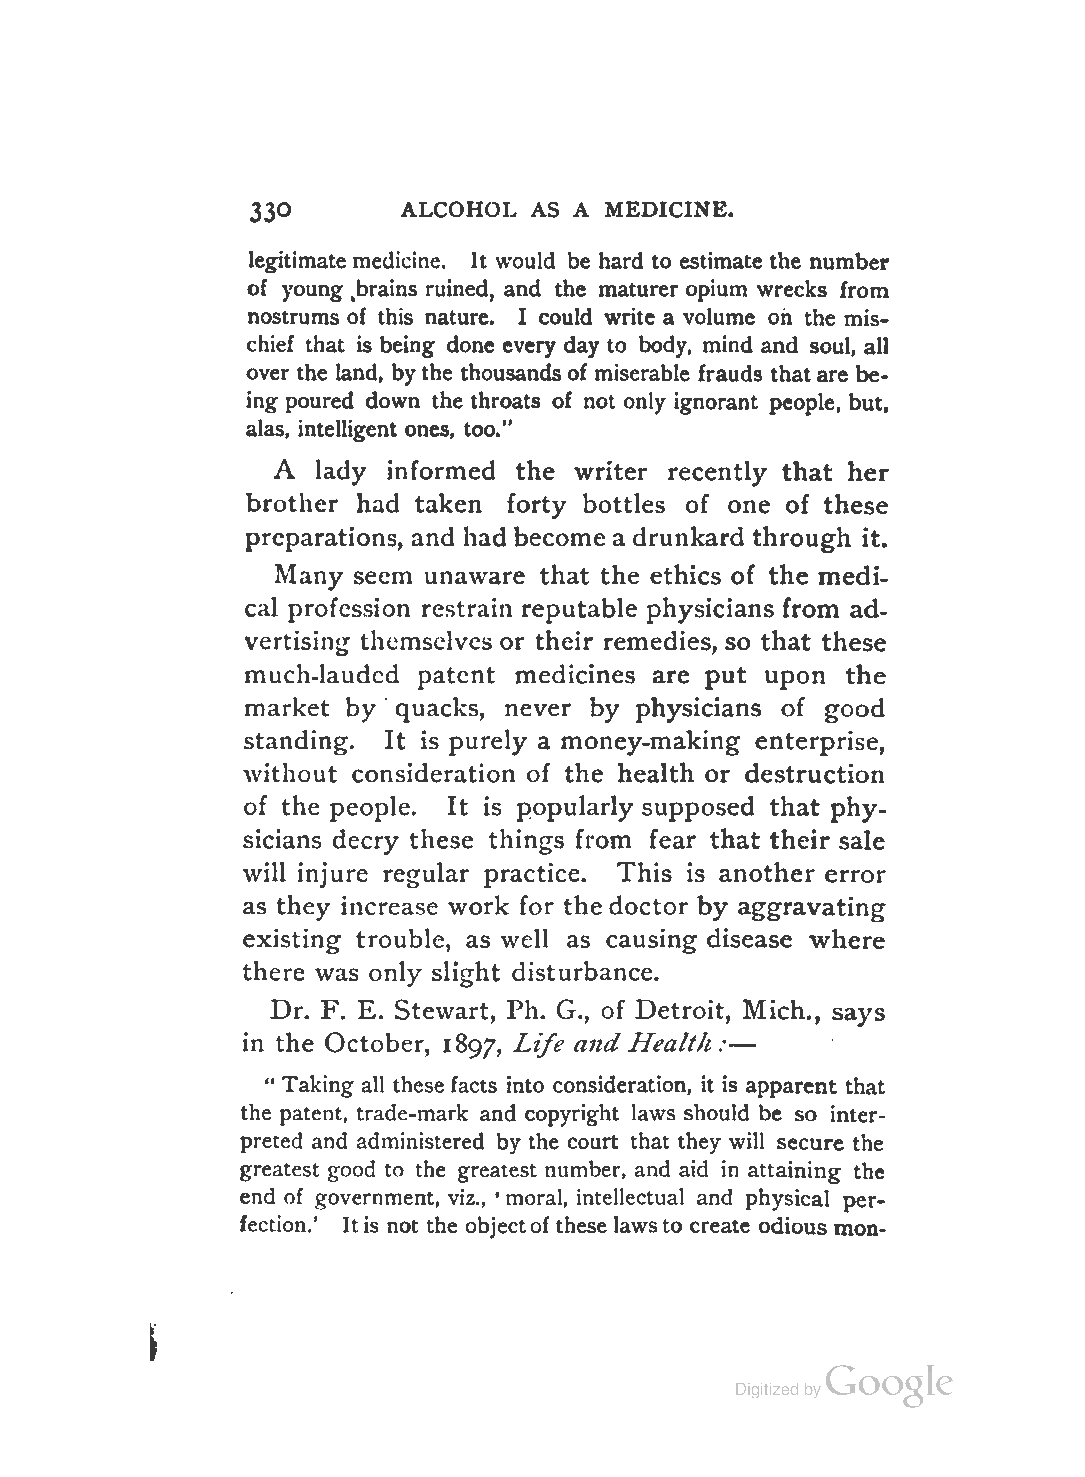 330 ALCOHOL AS A MEDICINE.
legitimate medicine. It would be hard to estimate the number
of young brains ruined, and the maturer opium wrecks from
nostrums of this nature. I could write a volume on the mis-
chief that is being done every day to body, mind and soul, all
over the land, by the thousands of miserable frauds that are be-
ing poured down the throats of not only ignorant people, but,
alas, intelligent ones, too."
A lady informed the writer recently that her
brother had taken forty bottles of one of these
preparations, and had become a drunkard through it.
Many seem unaware that the ethics of the medi-
cal profession restrain reputable physicians from ad-
vertising themselves or their remedies, so that these
much-lauded patent medicines are put upon the
market by quacks, never by physicians of good
standing. It is purely a money-making enterprise,
without consideration of the health or destruction
of the people. It is popularly supposed that phy-
sicians decry these things from fear that their sale
will injure regular practice. This is another error
as they increase work for the doctor by aggravating
existing trouble, as well as causing disease where
there was only slight disturbance.
Dr. F. E. Stewart, Ph. G., of Detroit, Mich., says
in the October, 1897, Life and Health:—
" Taking all these facts into consideration, it is apparent that
the patent, trade-mark and copyright laws should be so inter-
preted and administered by the court that they will secure the
greatest good to the greatest number, and aid in attaining the
end of government, viz., ' moral, intellectual and physical per-
fection.' It is not the object of these laws to create odious mon-
Digitized by Google